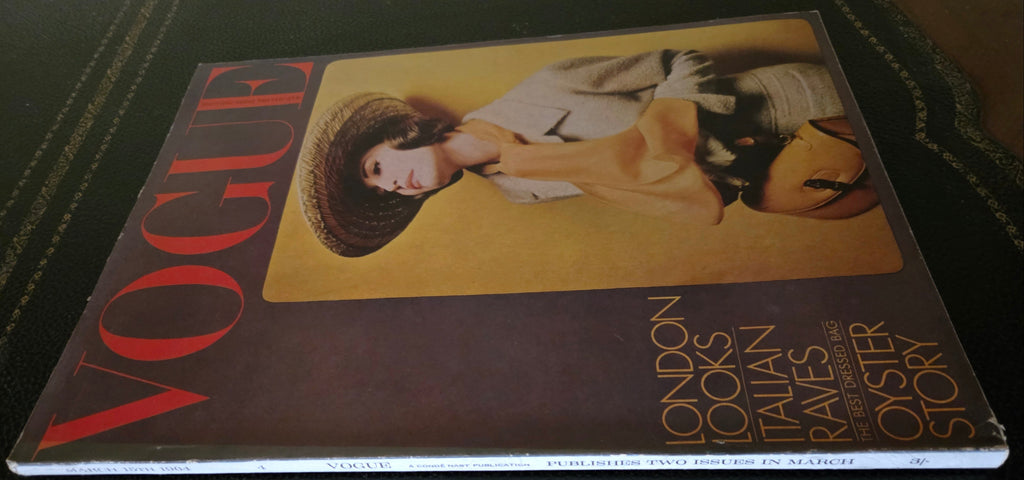 VOGUE
LONDON
LOOKS
ITALIAN
RAVES
THE BEST DRESSED BAG
OYSTER
STORY
MARCH 15TH 1964 4 VOGUE A CONDÉ NAST PUBLICATION PUBLISHES TWO ISSUES IN MARCH 3/-